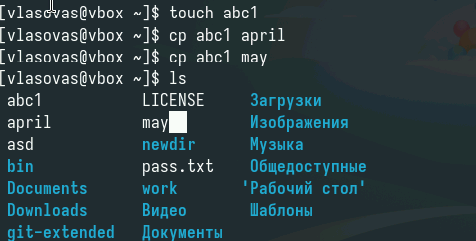 [vlasovas@vbox ~]$ touch abc1
[vlasovas@vbox ~]$ cp abc1 april
[vlasovas@vbox ~]$ cp abc1 may
[vlasovas@vbox ~]$ ls
abc1 LICENSE Загрузки
april may Изображения
asd newdir Музыка
bin pass.txt Общедоступные
Documents work 'Рабочий стол'
Downloads Видео Шаблоны
git-extended Документы